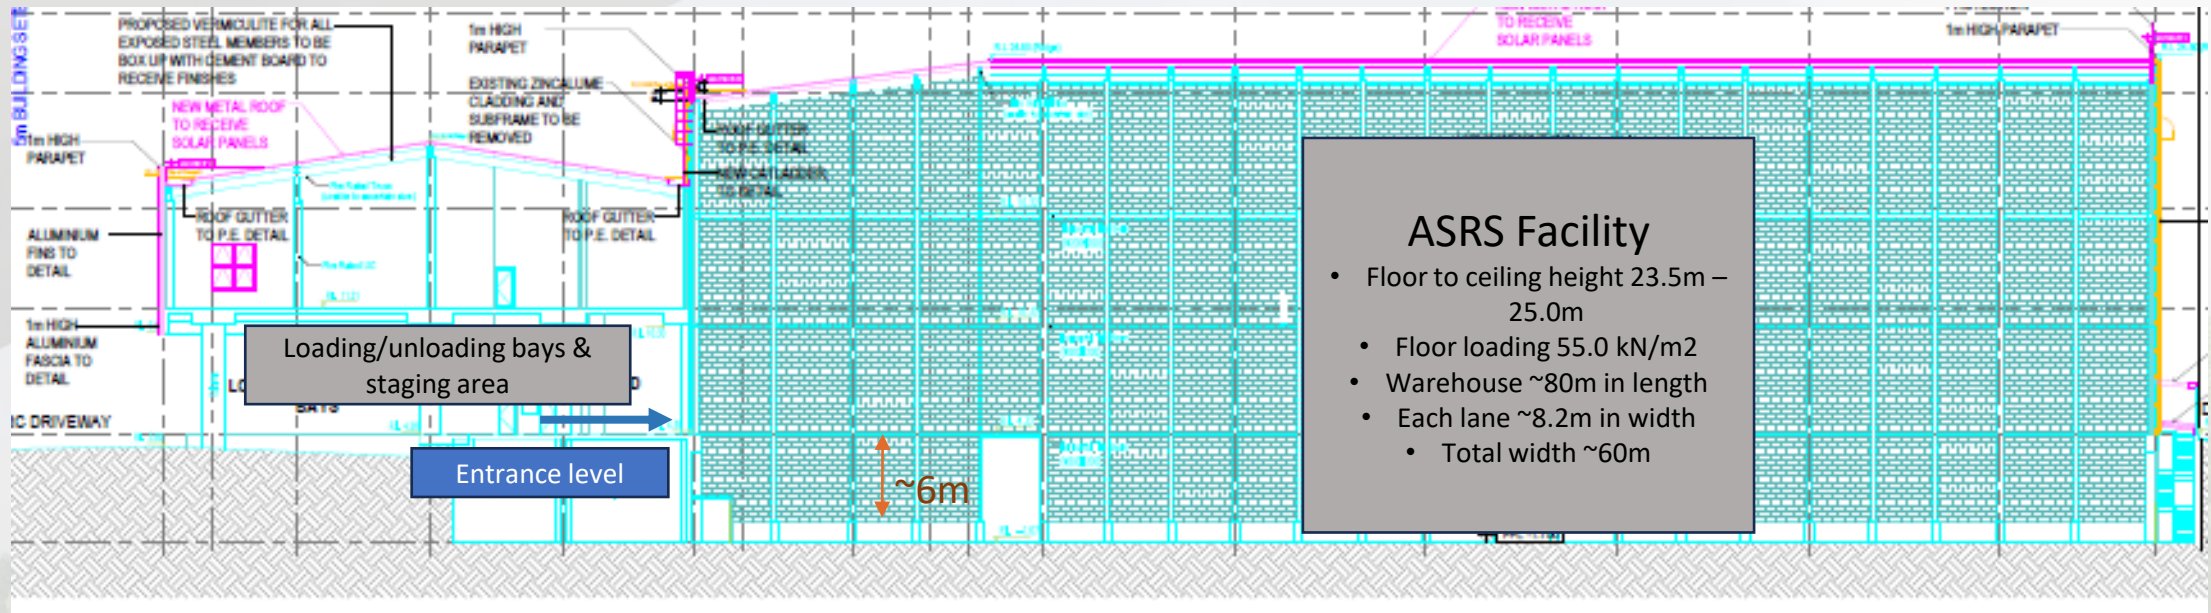 5m BUILDING SET
PROPOSED VERMICULITE FOR ALL
EXPOSED STEEL MEMBERS TO BE
BOX UP WITH CEMENT BOARD TO
RECEIVE FINISHES
NEW METAL ROOF
TO RECEIVE
SOLAR PANELS
1m HIGH
PARAPET
1m HIGH
PARAPET
EXISTING ZINCALUME
CLADDING AND
SUBFRAME TO BE
REMOVED
ROOF GUTTER
TO P.E. DETAIL
NEW CATLADDER
TO DETAIL
TO RECEIVE
SOLAR PANELS
1m HIGH PARAPET
ROOF GUTTER
TO P.E. DETAIL
ROOF GUTTER
TO P.E. DETAIL
ALUMINIUM
FINS TO
DETAIL
1m HIGH
ALUMINIUM
FASCIA TO
DETAIL
DRIVEWAY
Loading/unloading bays &
staging area
BAYS
Entrance level
~6m
ASRS Facility
• Floor to ceiling height 23.5m –
25.0m
• Floor loading 55.0 kN/m2
• Warehouse ~80m in length
• Each lane ~8.2m in width
• Total width ~60m